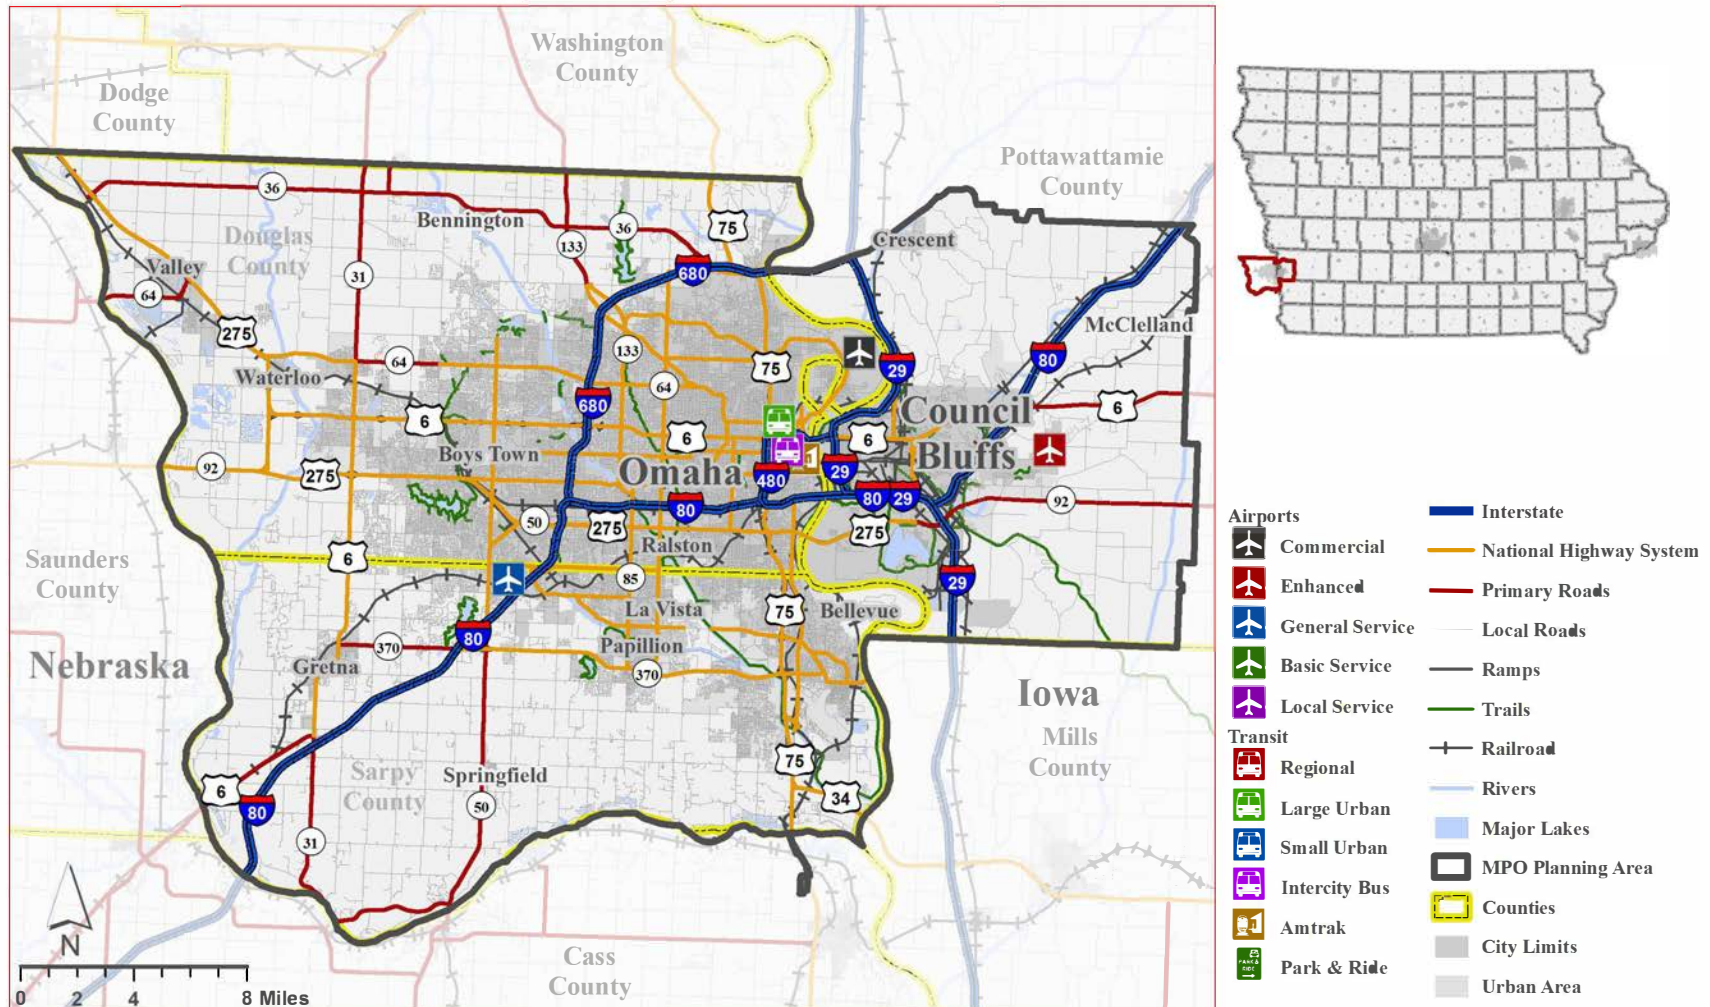 Washington
County
Dodge
County
Pottawattamie
County
36
Bennington
36
75
133
Douglas
County
Crescent
Valley
31
680
64
275
McClelland
133
64
75
29
80
Waterloo
64
680
6
6
Council
Bluffs
6
6
Boys Town
92
275
Omaha
480
29
80
80
29
92
50
275
275
Ralston
6
Saunders
County
85
29
La Vista
75
Bellevue
80
370
Papillion
Nebraska
Gretna
370
Iowa
Mills
County
Sarpy
County
Springfield
75
6
80
50
34
31
N
Cass
County
0 2 4 8 Miles
Airports
Commercial
Enhanced
General Service
Basic Service
Local Service
Transit
Regional
Large Urban
Small Urban
Intercity Bus
Amtrak
PARK &
RIDE
Park & Ride
Interstate
National Highway System
Primary Roads
Local Roads
Ramps
Trails
Railroad
Rivers
Major Lakes
MPO Planning Area
Counties
City Limits
Urban Area